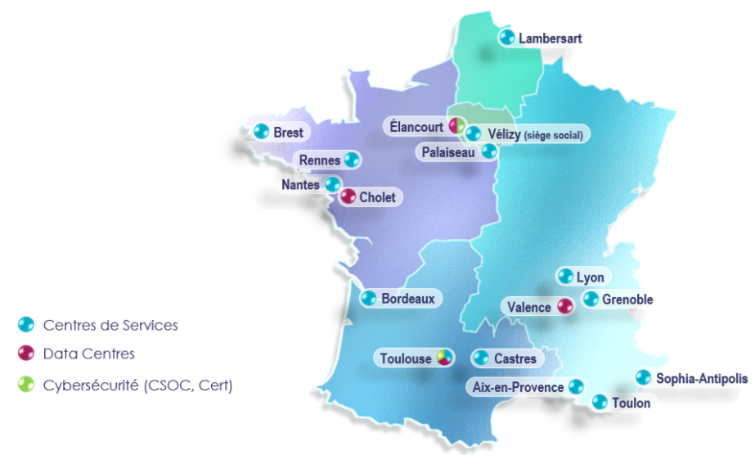 Lambersart
Élancourt
Brest
Vélizy (siège social)
Palaiseau
Rennes
Nantes
Cholet
Lyon
Bordeaux
Valence
Grenoble
Centres de Services
Data Centres
Toulouse
Castres
Cybersécurité (CSOC, Cert)
Aix-en-Provence
Sophia-Antipolis
Toulon